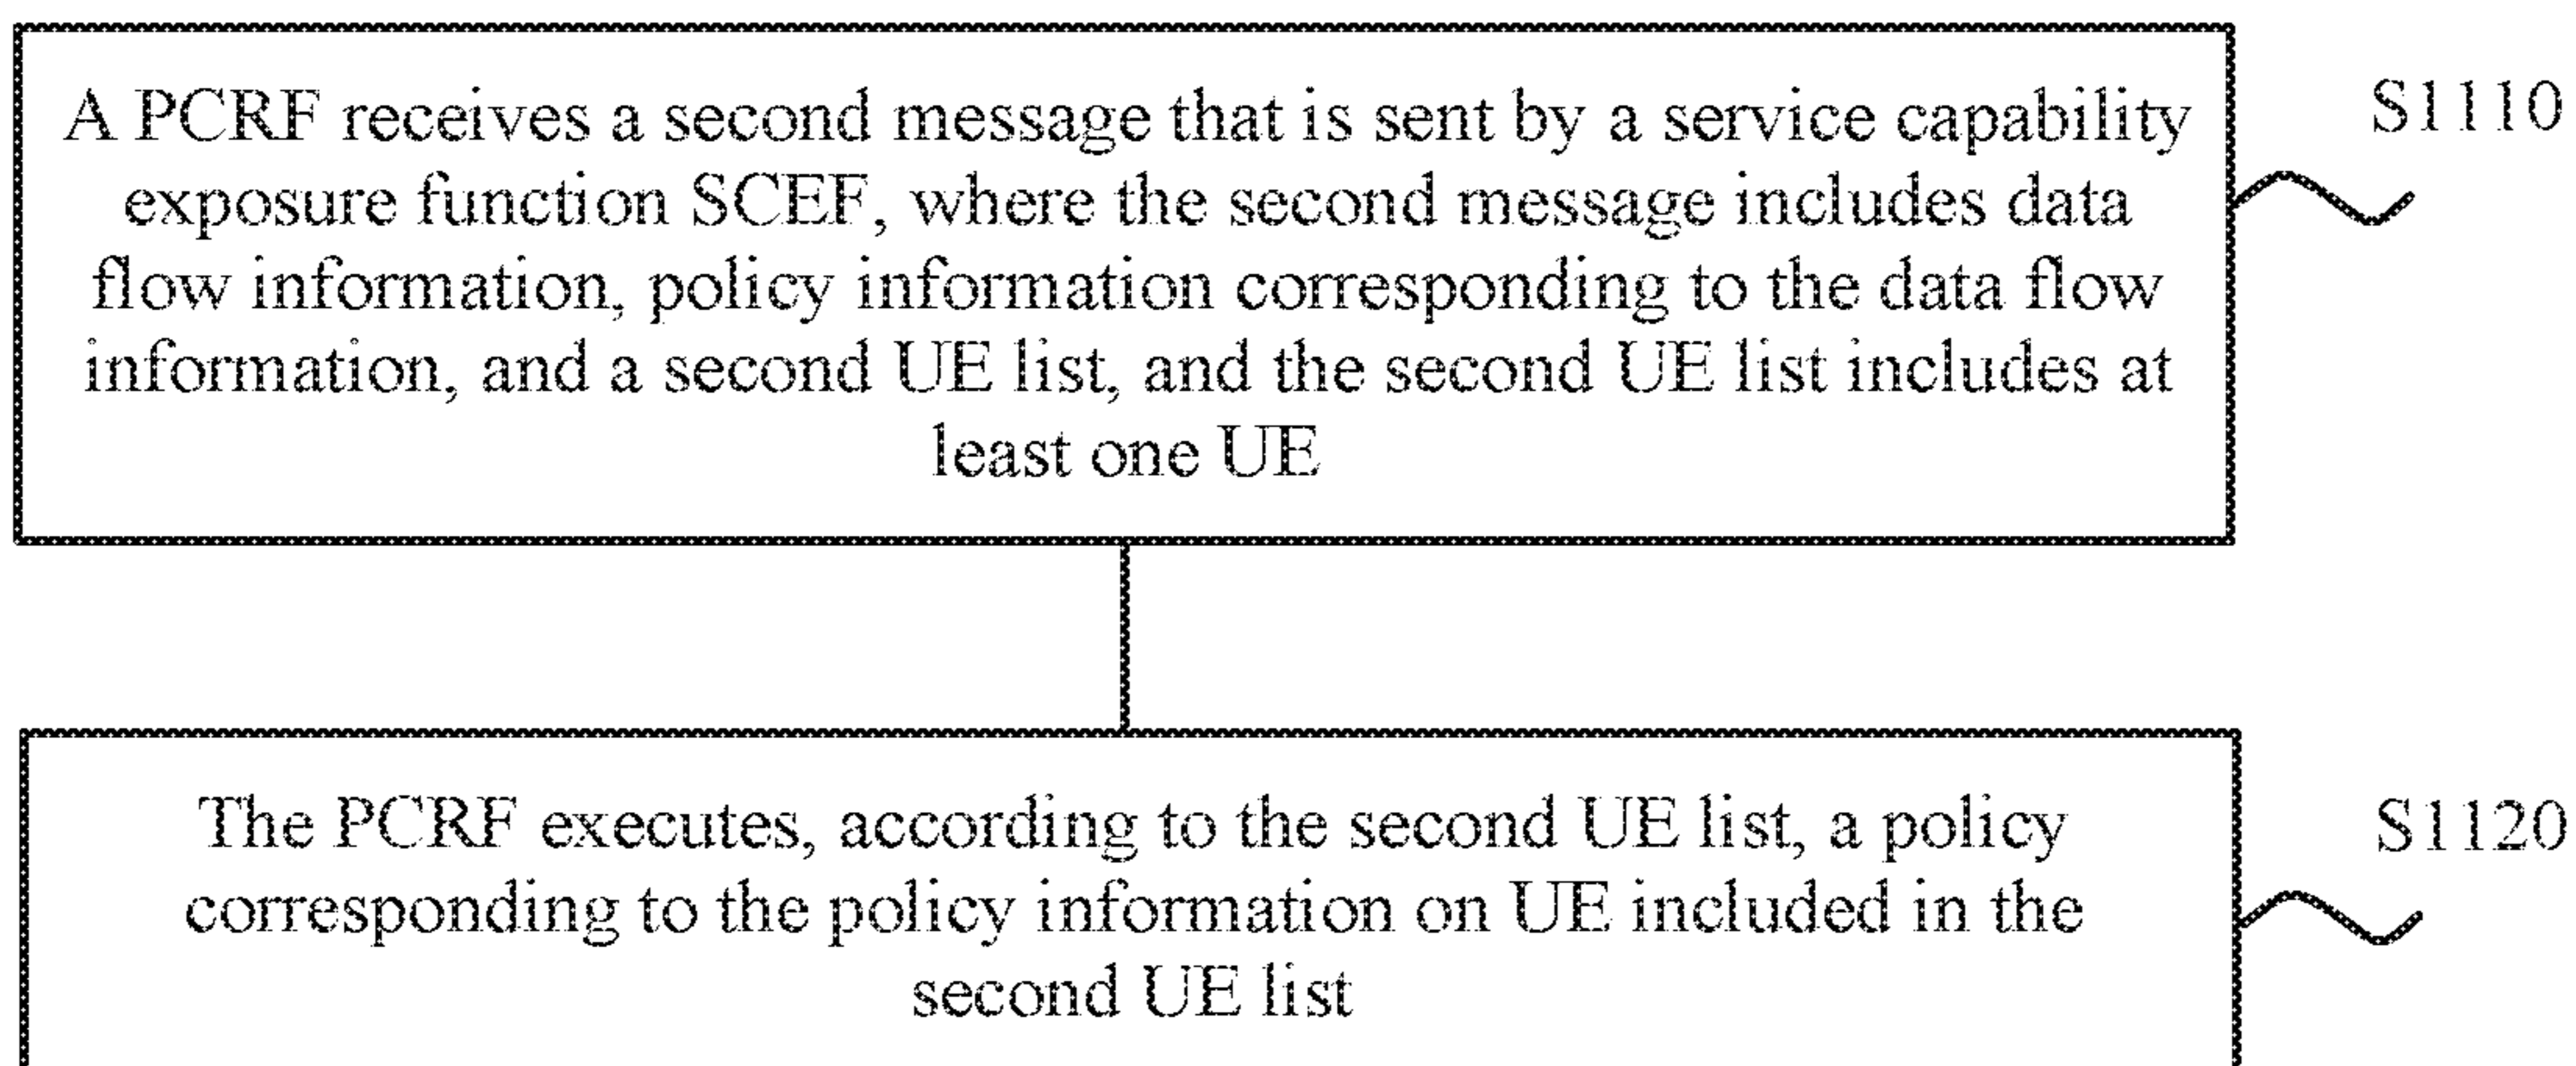 A PCRF receives a second message that is sent by a service capability
S1110
exposure function SCEF, where the second message includes data
flow information, policy information corresponding to the data flow
information, and a second UE list, and the second UE list includes at
least one UE
The PCRF executes, according to the second UE list, a policy
S1120
corresponding to the policy information on UE included in the
second UE list